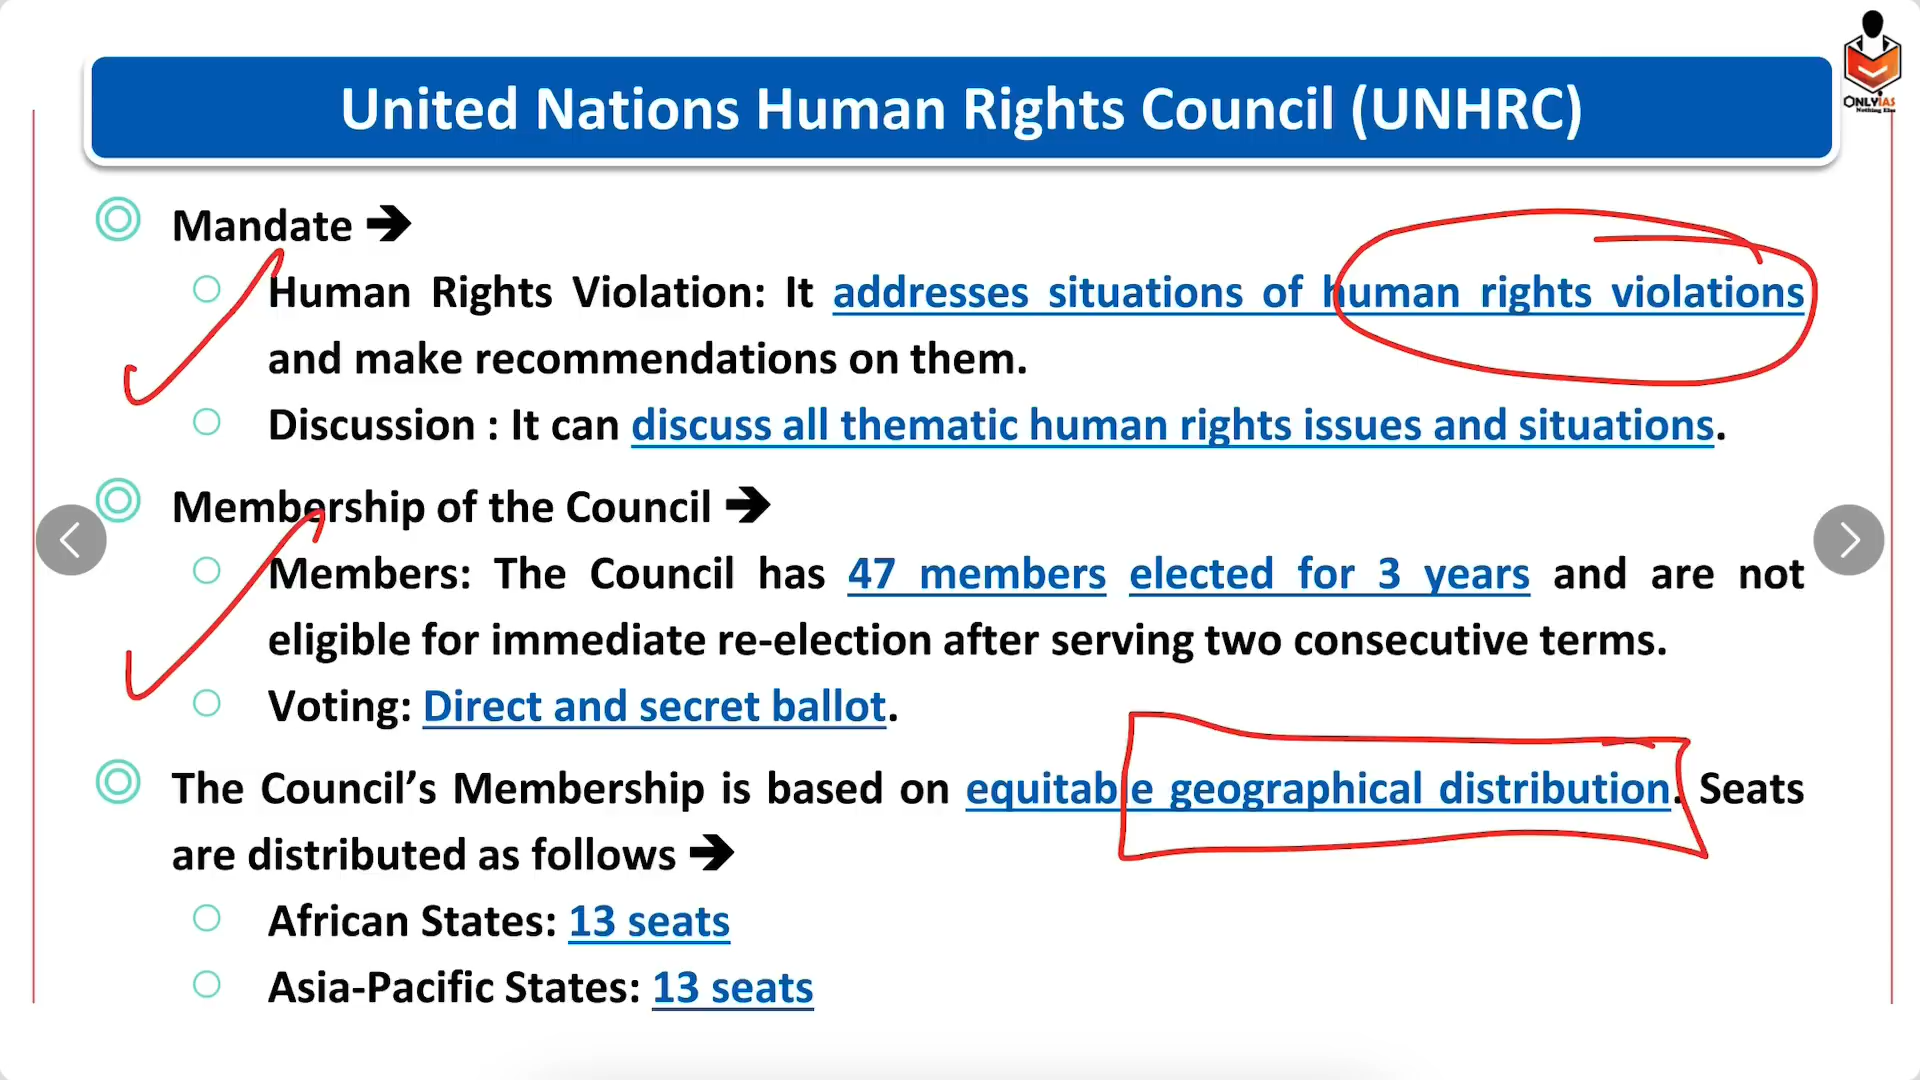 United Nations Human Rights Council (UNHRC)
ONLYIAS
Nothing Else
Mandate ➔
Human Rights Violation: It addresses situations of human rights violations
and make recommendations on them.
Discussion : It can discuss all thematic human rights issues and situations.
Membership of the Council ➔
Members: The Council has 47 members elected for 3 years and are not
eligible for immediate re-election after serving two consecutive terms.
Voting: Direct and secret ballot.
The Council’s Membership is based on equitable geographical distribution. Seats
are distributed as follows ➔
African States: 13 seats
Asia-Pacific States: 13 seats